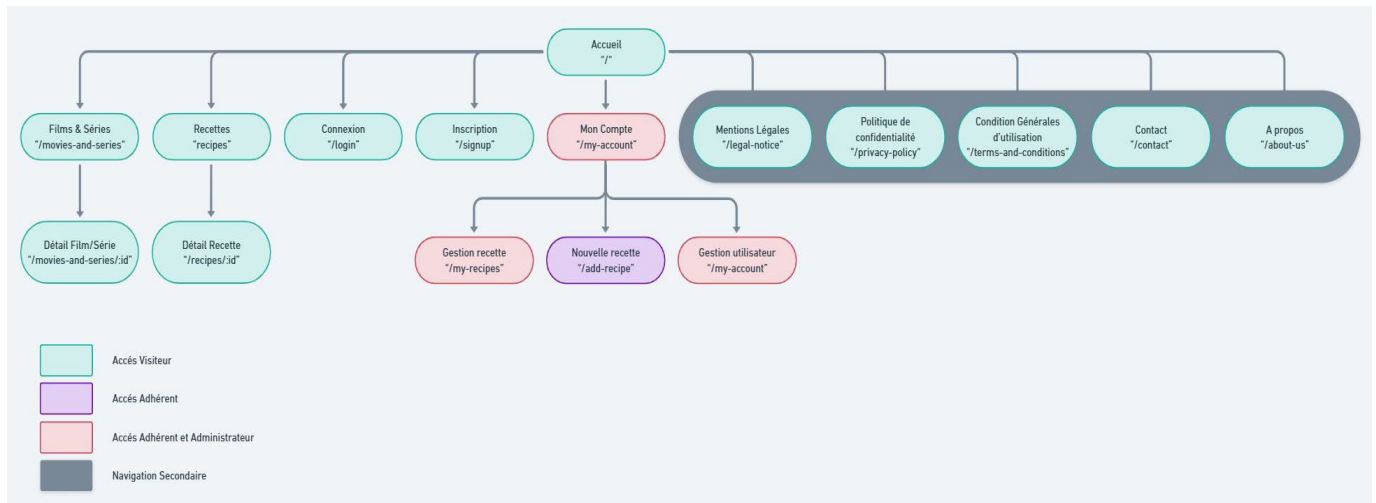 Accueil
"/"
Films & Séries
"/movies-and-series"
Recettes
"recipes"
Connexion
"/login"
Inscription
"/signup"
Mon Compte
"/my-account"
Mentions Légales
"/legal-notice"
Politique de
confidentialité
"/privacy-policy"
Condition Générales
d'utilisation
"/terms-and-conditions"
Contact
"/contact"
A propos
"/about-us"
Détail Film/Série
"/movies-and-series/:id"
Détail Recette
"/recipes/:id"
Gestion recette
"/my-recipes"
Nouvelle recette
"/add-recipe"
Gestion utilisateur
"/my-account"
Accés Visiteur
Accés Adhérent
Accés Adhérent et Administrateur
Navigation Secondaire